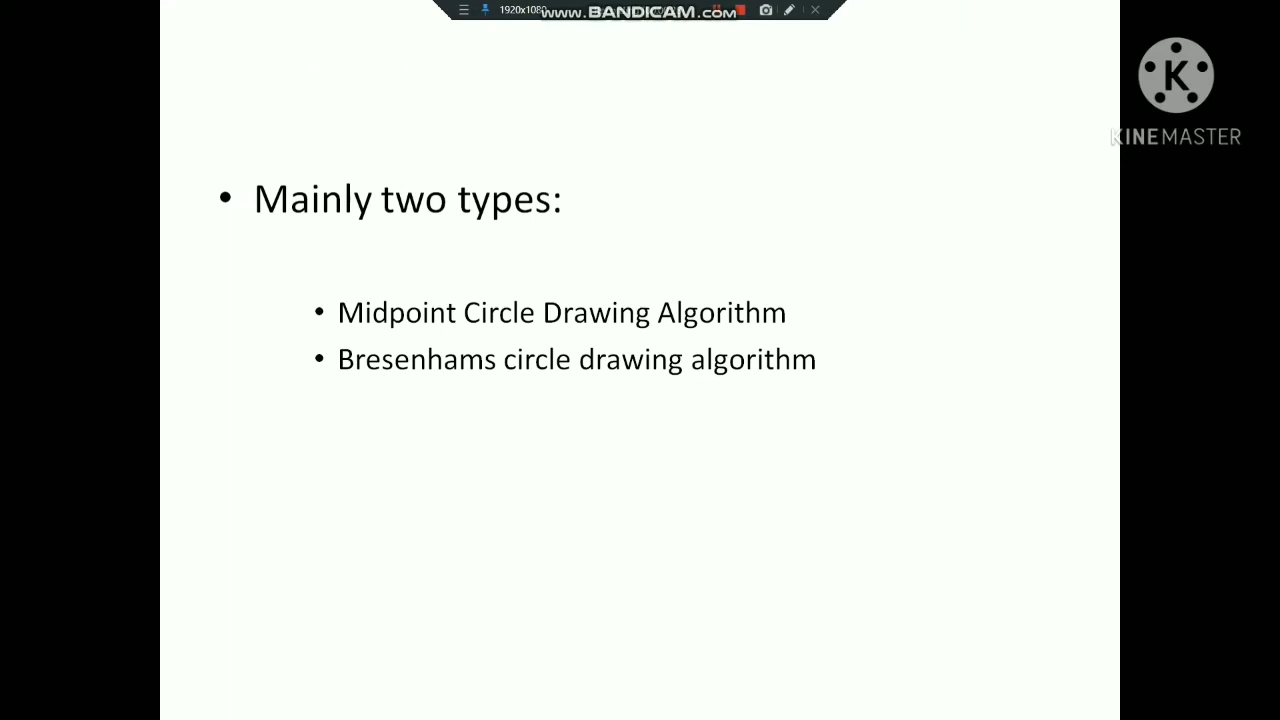 1920x1080
www.BANDICAM.com
K
KINEMASTER
• Mainly two types:
• Midpoint Circle Drawing Algorithm
• Bresenhams circle drawing algorithm